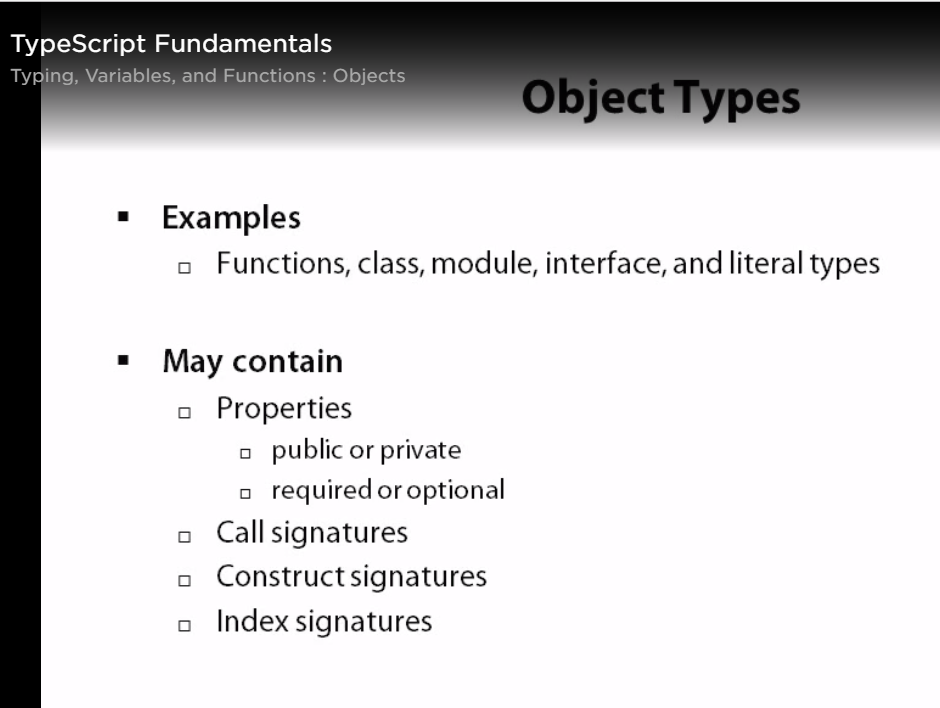 TypeScript Fundamentals
Typing, Variables, and Functions : Objects
Object Types
Examples
Functions, class, module, interface, and literal types
May contain
Properties
public or private
required or optional
Call signatures
Construct signatures
Index signatures